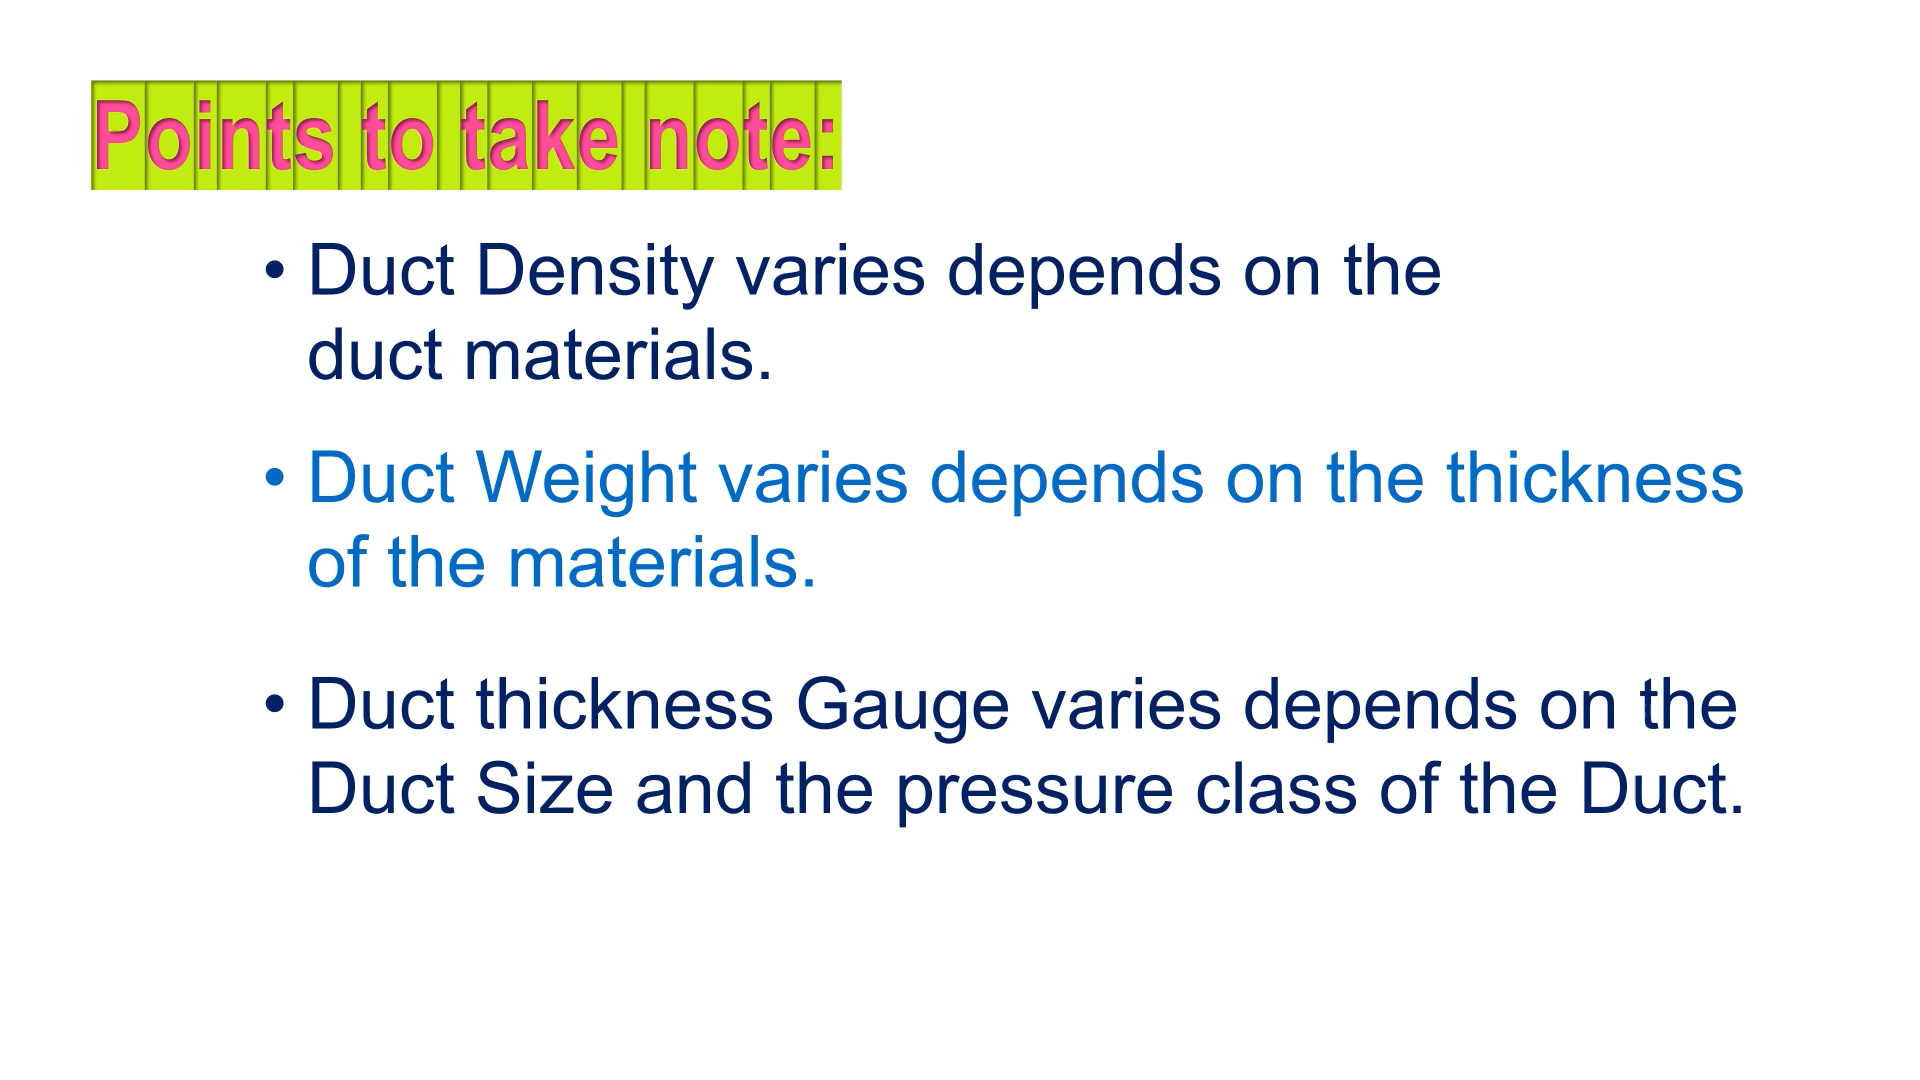 Points to take note:
• Duct Density varies depends on the
duct materials.
• Duct Weight varies depends on the thickness
of the materials.
• Duct thickness Gauge varies depends on the
Duct Size and the pressure class of the Duct.